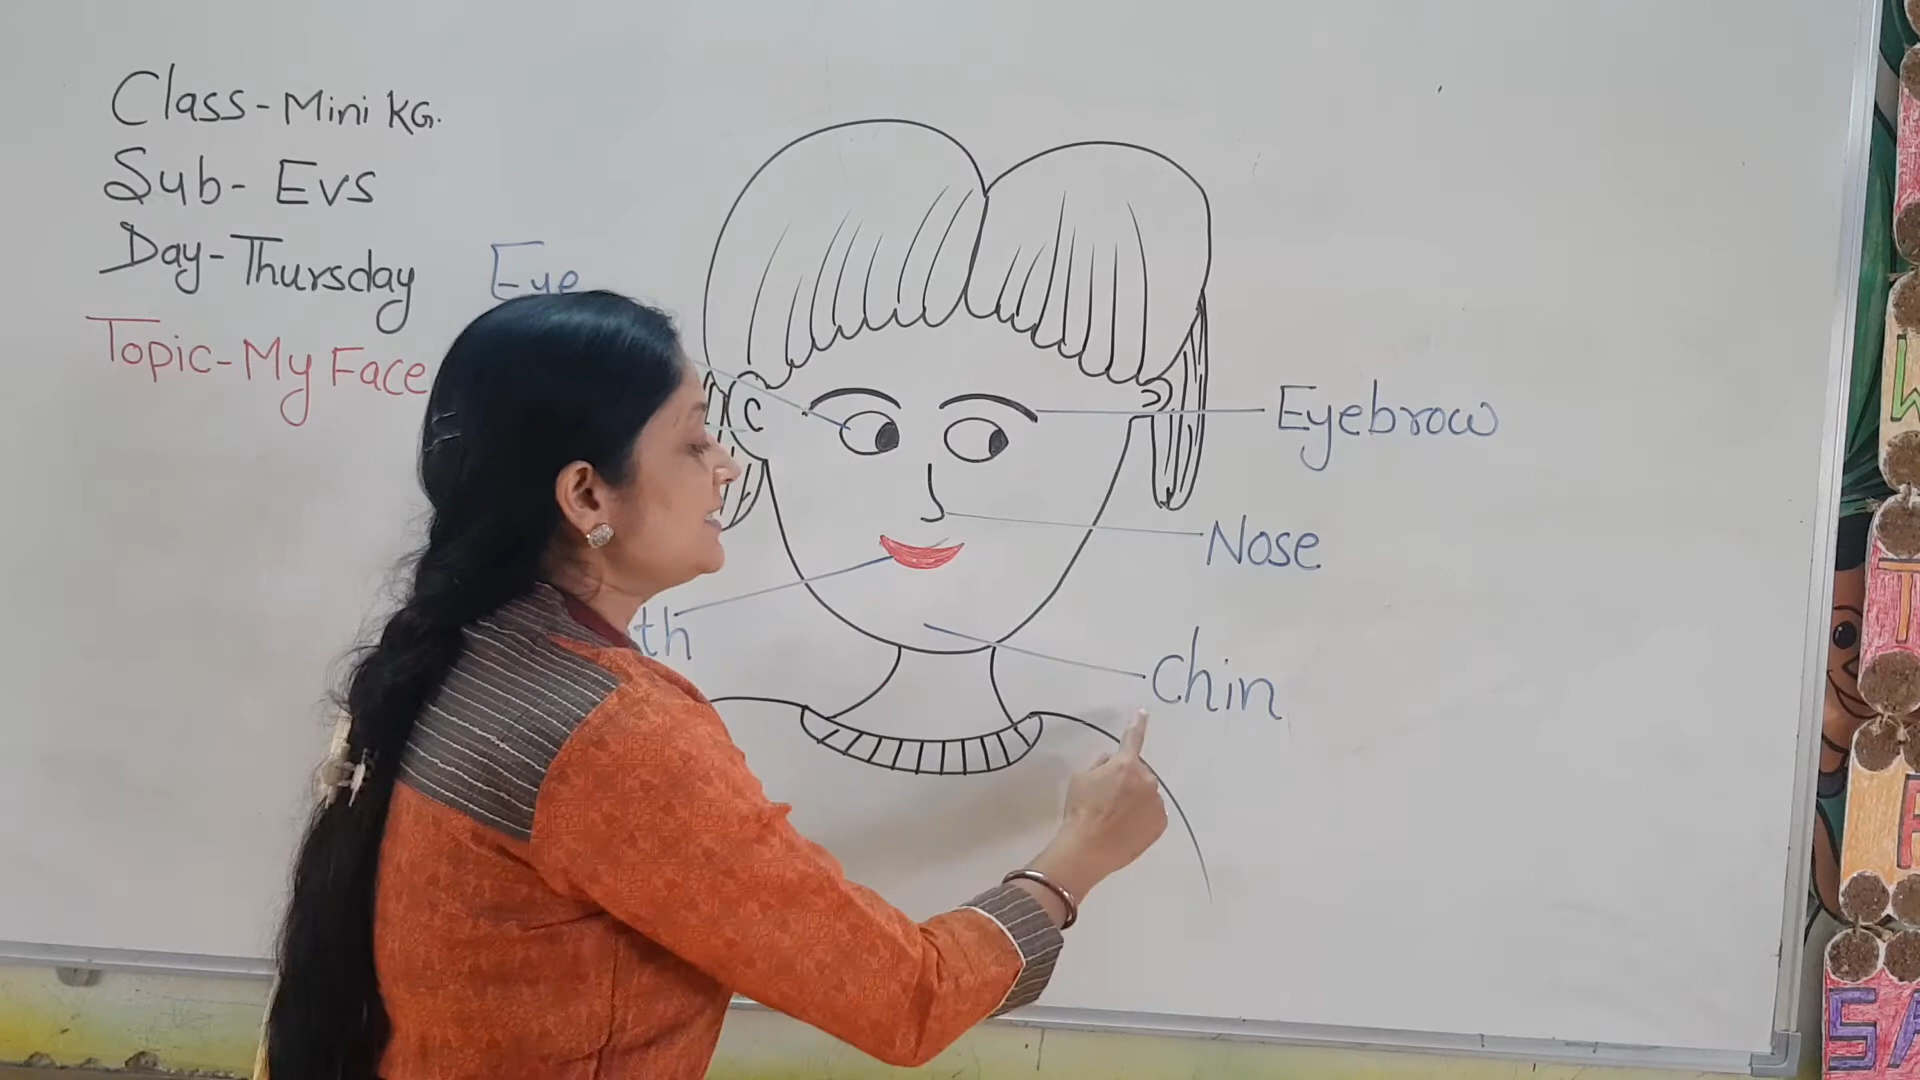 Class-Mini KG.
Sub- EVS
Day-Thursday
Topic-My Face
Eye
Eyebrow
Nose
th
Chin